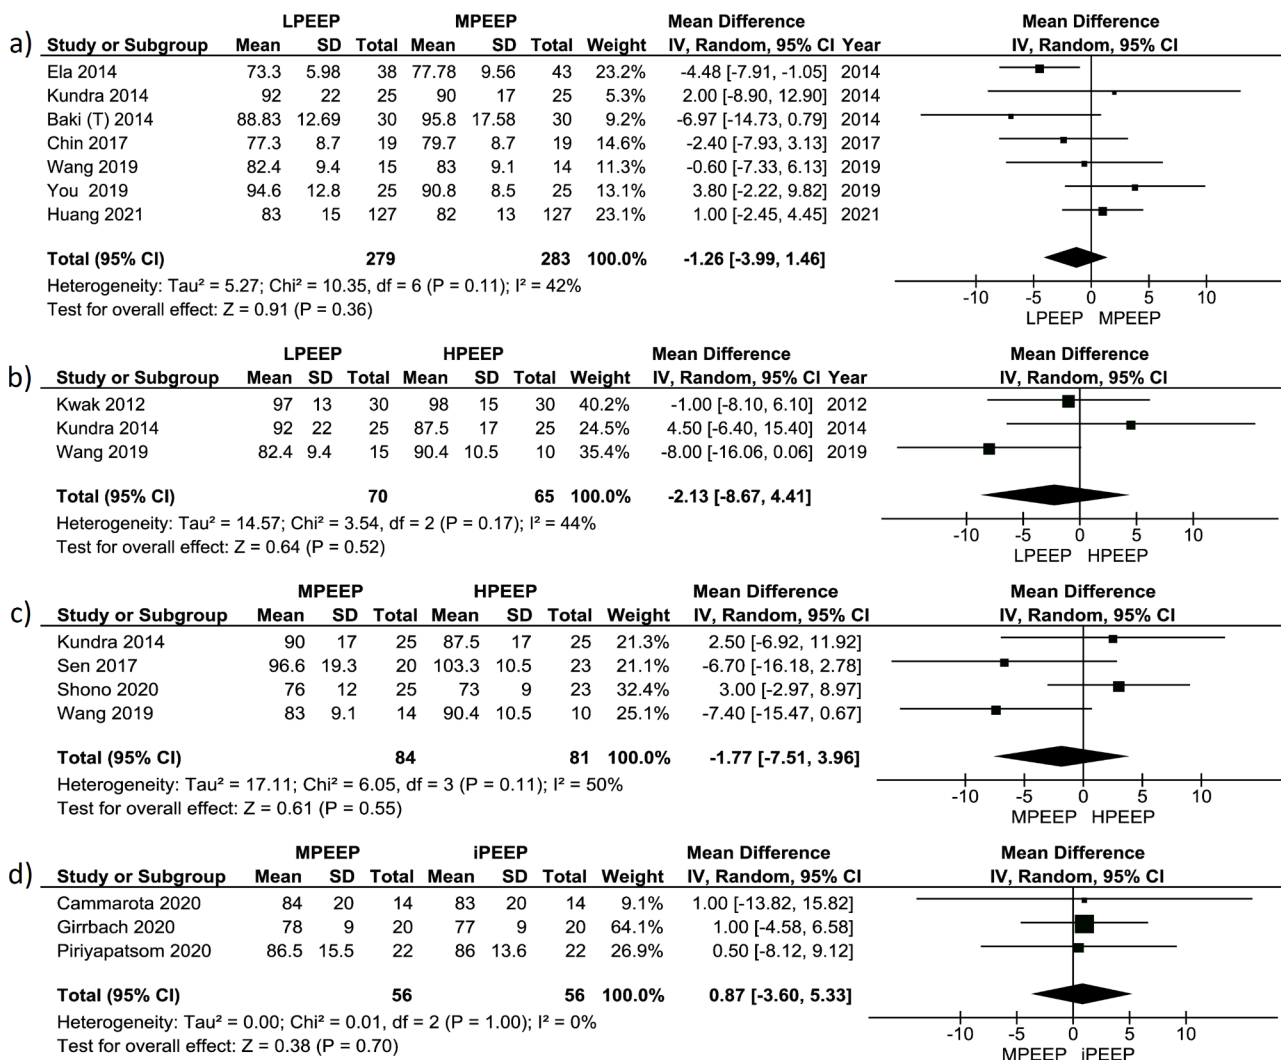 a)
LPEEP MPEEP Mean Difference Mean Difference
Study or Subgroup Mean SD Total Mean SD Total Weight IV, Random, 95% CI Year IV, Random, 95% CI
Ela 2014 73.3 5.98 38 77.78 9.56 43 23.2% -4.48 [-7.91, -1.05] 2014
Kundra 2014 92 22 25 90 17 25 5.3% 2.00 [-8.90, 12.90] 2014
Baki (T) 2014 88.83 12.69 30 95.8 17.58 30 9.2% -6.97 [-14.73, 0.79] 2014
Chin 2017 77.3 8.7 19 79.7 8.7 19 14.6% -2.40 [-7.93, 3.13] 2017
Wang 2019 82.4 9.4 15 83 9.1 14 11.3% -0.60 [-7.33, 6.13] 2019
You 2019 94.6 12.8 25 90.8 8.5 25 13.1% 3.80 [-2.22, 9.82] 2019
Huang 2021 83 15 127 82 13 127 23.1% 1.00 [-2.45, 4.45] 2021
Total (95% CI) 279 283 100.0% -1.26 [-3.99, 1.46]
Heterogeneity: Tau² = 5.27; Chi² = 10.35, df = 6 (P = 0.11); I² = 42%
Test for overall effect: Z = 0.91 (P = 0.36)
-10 -5 0 5 10
LPEEP MPEEP
b)
LPEEP HPEEP Mean Difference Mean Difference
Study or Subgroup Mean SD Total Mean SD Total Weight IV, Random, 95% CI Year IV, Random, 95% CI
Kwak 2012 97 13 30 98 15 30 40.2% -1.00 [-8.10, 6.10] 2012
Kundra 2014 92 22 25 87.5 17 25 24.5% 4.50 [-6.40, 15.40] 2014
Wang 2019 82.4 9.4 15 90.4 10.5 10 35.4% -8.00 [-16.06, 0.06] 2019
Total (95% CI) 70 65 100.0% -2.13 [-8.67, 4.41]
Heterogeneity: Tau² = 14.57; Chi² = 3.54, df = 2 (P = 0.17); I² = 44%
Test for overall effect: Z = 0.64 (P = 0.52)
-10 -5 0 5 10
LPEEP HPEEP
c)
MPEEP HPEEP Mean Difference Mean Difference
Study or Subgroup Mean SD Total Mean SD Total Weight IV, Random, 95% CI IV, Random, 95% CI
Kundra 2014 90 17 25 87.5 17 25 21.3% 2.50 [-6.92, 11.92]
Sen 2017 96.6 19.3 20 103.3 10.5 23 21.1% -6.70 [-16.18, 2.78]
Shono 2020 76 12 25 73 9 23 32.4% 3.00 [-2.97, 8.97]
Wang 2019 83 9.1 14 90.4 10.5 10 25.1% -7.40 [-15.47, 0.67]
Total (95% CI) 84 81 100.0% -1.77 [-7.51, 3.96]
Heterogeneity: Tau² = 17.11; Chi² = 6.05, df = 3 (P = 0.11); I² = 50%
Test for overall effect: Z = 0.61 (P = 0.55)
-10 -5 0 5 10
MPEEP HPEEP
d)
MPEEP iPEEP Mean Difference Mean Difference
Study or Subgroup Mean SD Total Mean SD Total Weight IV, Random, 95% CI IV, Random, 95% CI
Cammarota 2020 84 20 14 83 20 14 9.1% 1.00 [-13.82, 15.82]
Girrbach 2020 78 9 20 77 9 20 64.1% 1.00 [-4.58, 6.58]
Piriyapatsom 2020 86.5 15.5 22 86 13.6 22 26.9% 0.50 [-8.12, 9.12]
Total (95% CI) 56 56 100.0% 0.87 [-3.60, 5.33]
Heterogeneity: Tau² = 0.00; Chi² = 0.01, df = 2 (P = 1.00); I² = 0%
Test for overall effect: Z = 0.38 (P = 0.70)
-10 -5 0 5 10
MPEEP iPEEP